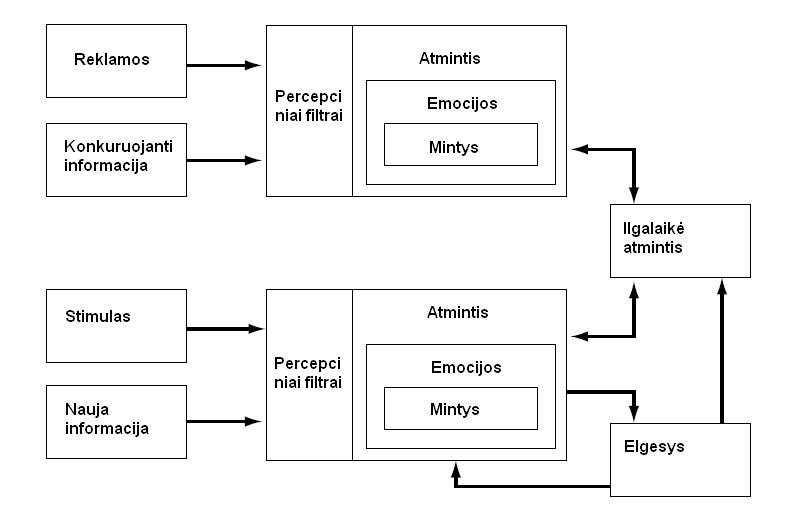 Reklamos
Konkuruojanti
informacija
Percepci
niai filtrai
Atmintis
Emocijos
Mintys
Ilgalaikė
atmintis
Stimulas
Nauja
informacija
Percepci
niai filtrai
Atmintis
Emocijos
Mintys
Elgesys